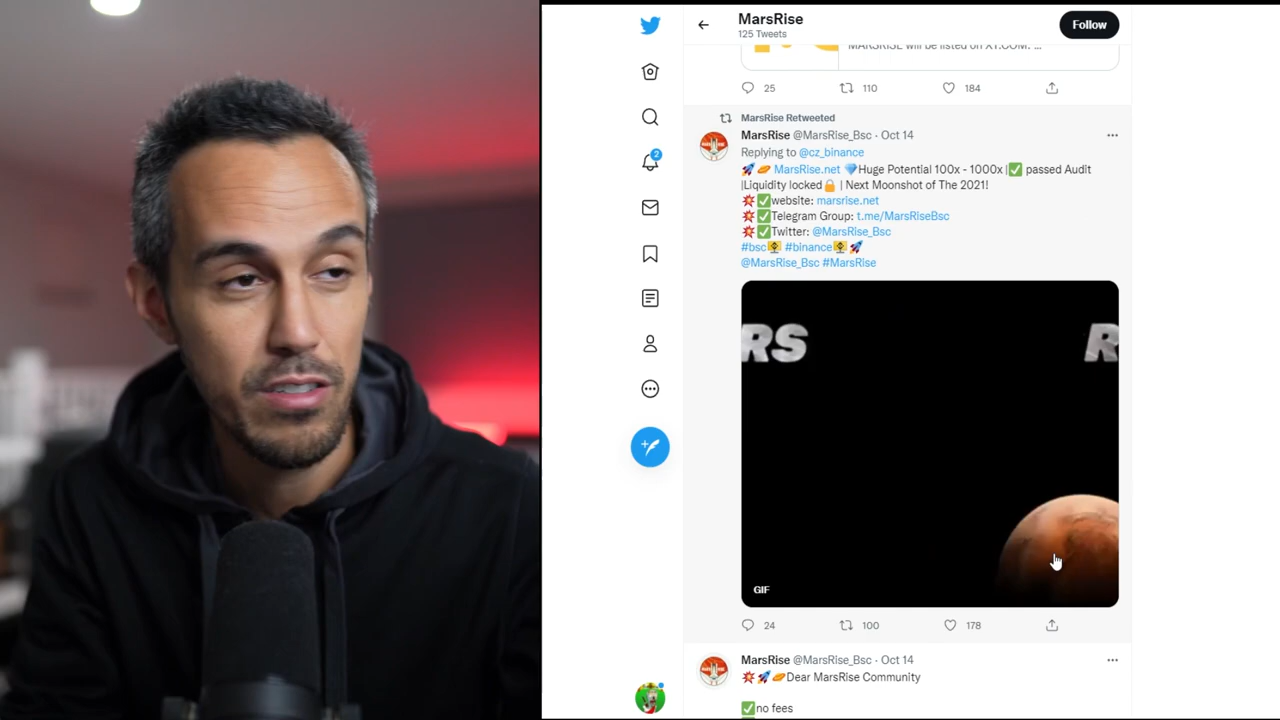 MarsRise
125 Tweets
Follow
MARSRISE will be listed on XT.COM: ...
25
110
184
MarsRise Retweeted
MarsRise @MarsRise_Bsc · Oct 14
Replying to @cz_binance
🚀🪐 MarsRise.net 💎Huge Potential 100x - 1000x |✅ passed Audit
|Liquidity locked🔒 | Next Moonshot of The 2021!
💥✅website: marsrise.net
💥✅Telegram Group: t.me/MarsRiseBsc
💥✅Twitter: @MarsRise_Bsc
#bsc #binance 🚀
@MarsRise_Bsc #MarsRise
RS
R
GIF
24
100
178
MarsRise @MarsRise_Bsc · Oct 14
💥🚀🪐Dear MarsRise Community
✅no fees
2